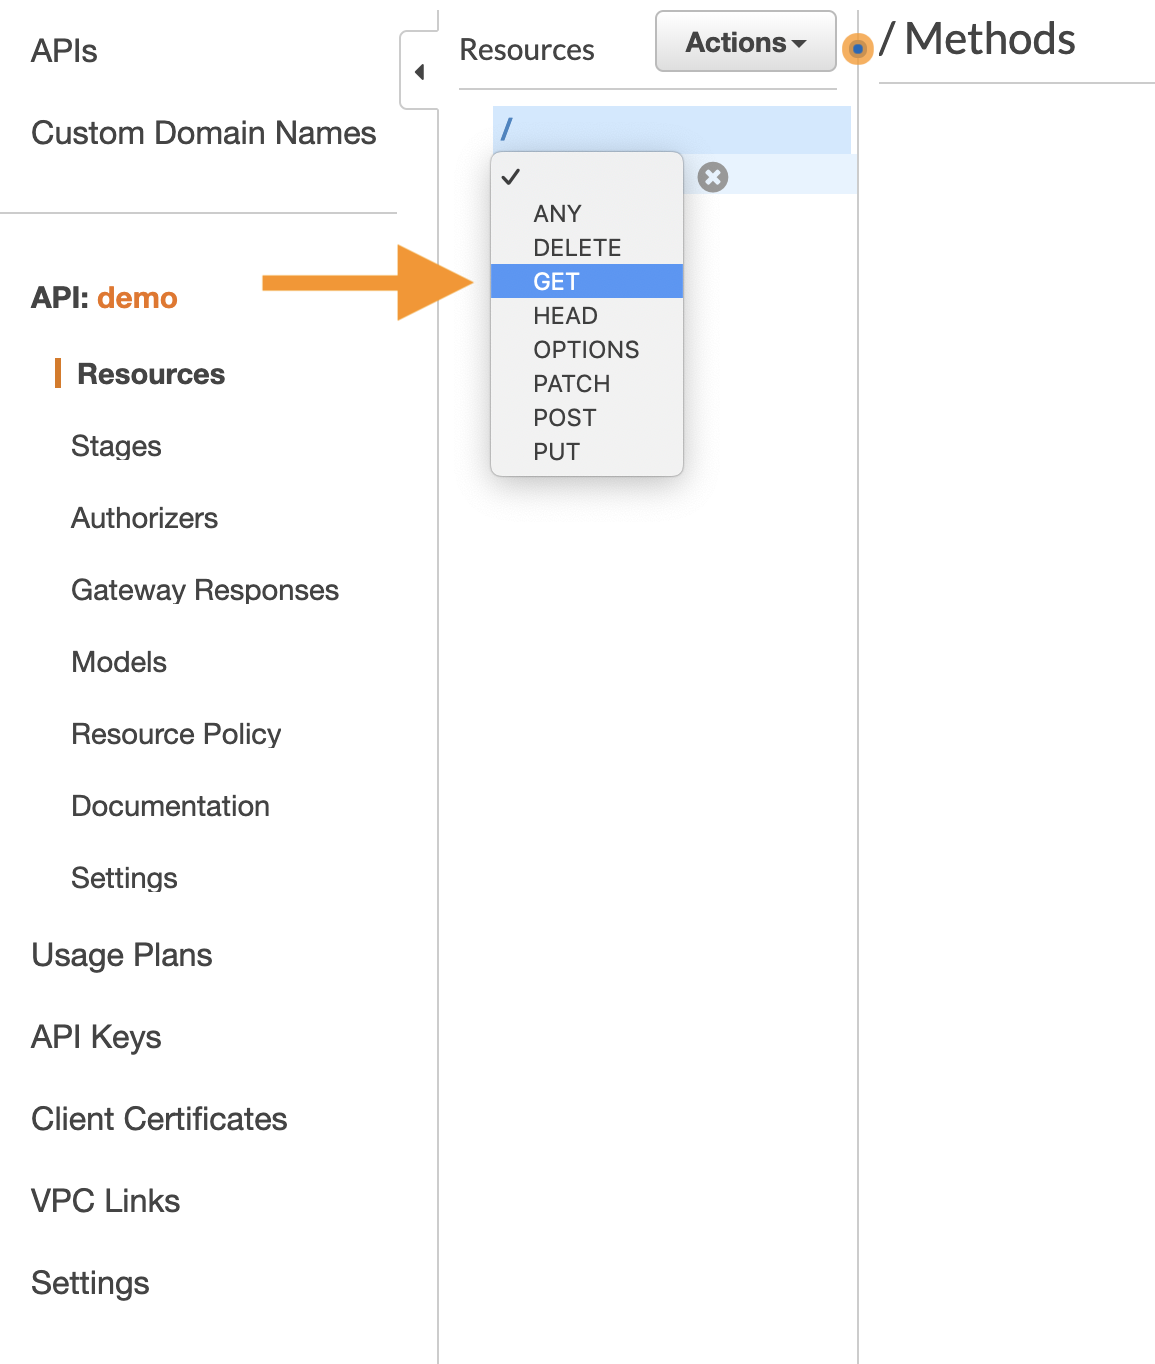 APIs
Custom Domain Names
API: demo
Resources
Stages
Authorizers
Gateway Responses
Models
Resource Policy
Documentation
Settings
Usage Plans
API Keys
Client Certificates
VPC Links
Settings
Resources
Actions
/
ANY
DELETE
GET
HEAD
OPTIONS
PATCH
POST
PUT
/ Methods